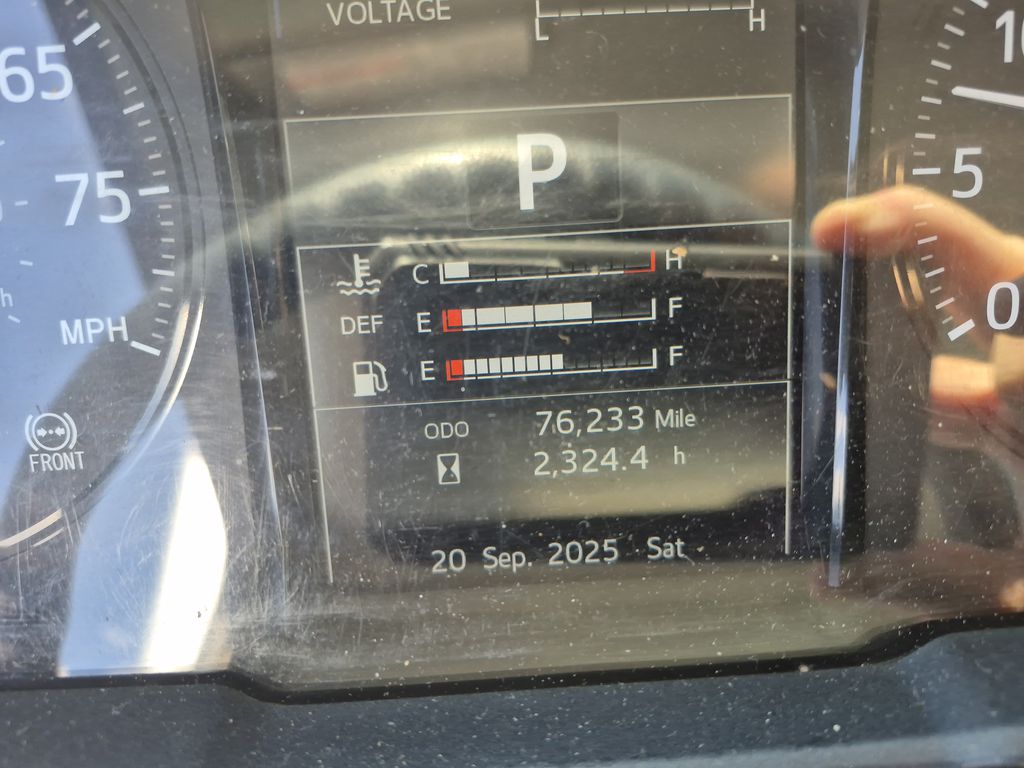 VOLTAGE
L H
65
75
MPH
FRONT
P
C H
DEF E F
E F
ODO 76,233 Mile
2,324.4 h
20 Sep. 2025 Sat
5
0